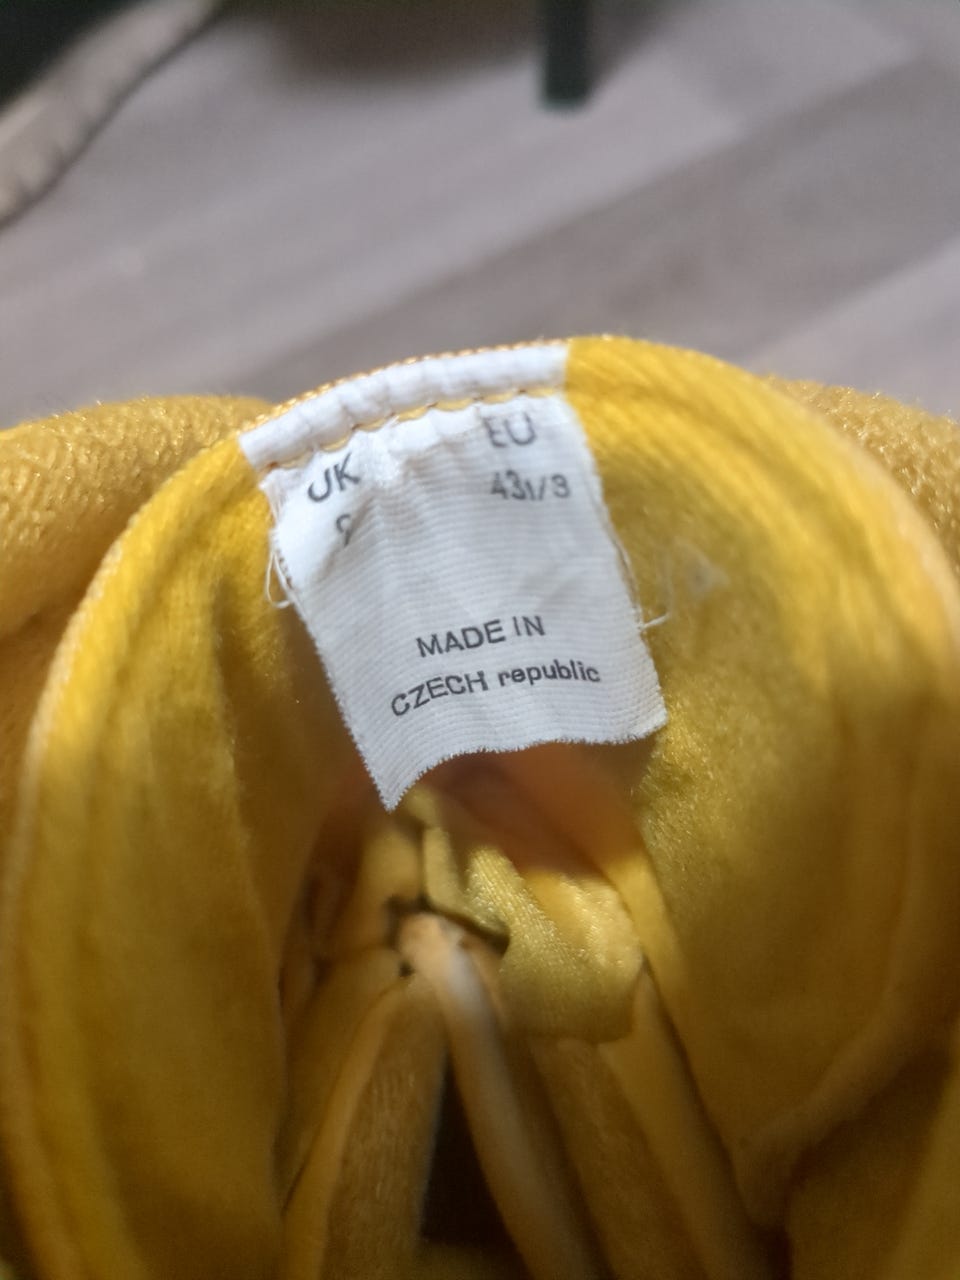 UK EU
9 43 1/3
MADE IN
CZECH republic